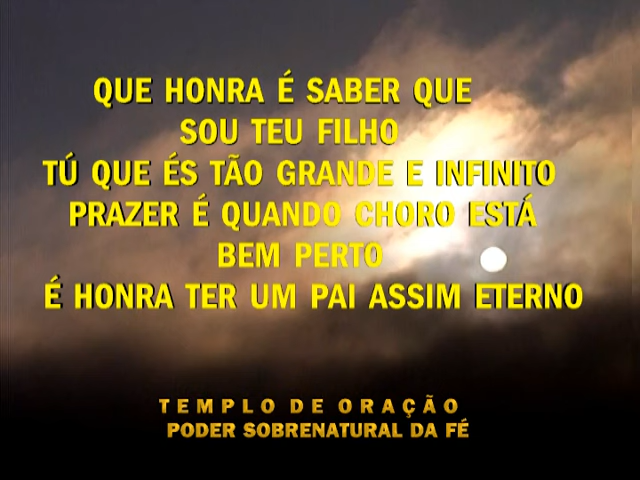 QUE HONRA É SABER QUE
SOU TEU FILHO
TÚ QUE ÉS TÃO GRANDE E INFINITO
PRAZER É QUANDO CHORO ESTÁ
BEM PERTO
É HONRA TER UM PAI ASSIM ETERNO
TEMPLO DE ORAÇÃO
PODER SOBRENATURAL DA FÉ